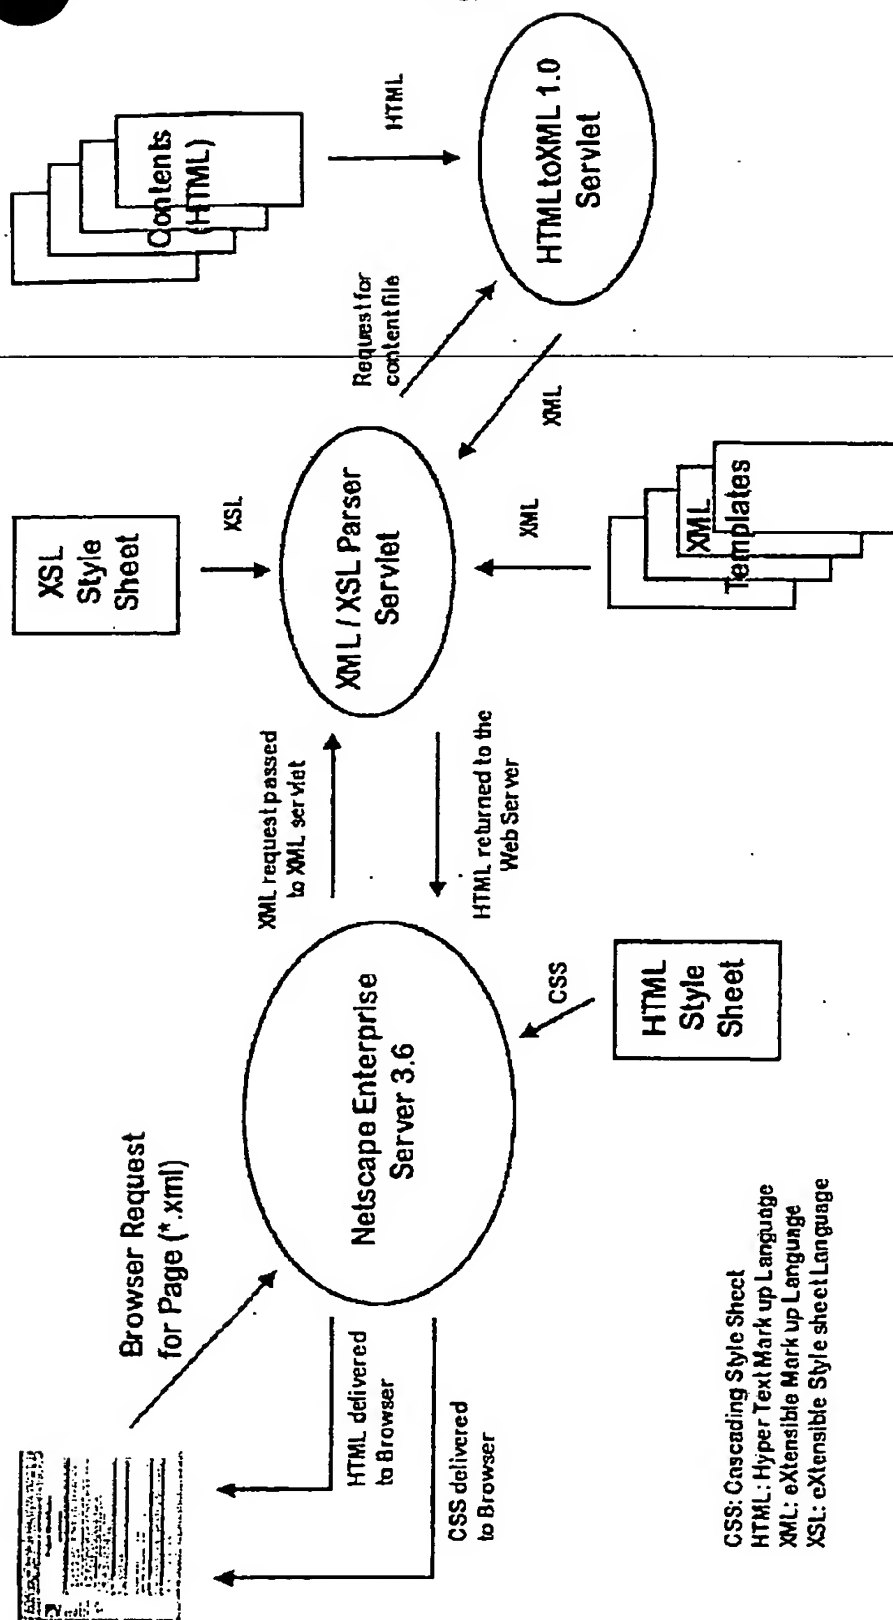 Browser Request
for Page (*.xml)
HTML delivered
to Browser
CSS delivered
to Browser
Netscape Enterprise
Server 3.6
CSS
HTML
Style
Sheet
XML request passed
to XML servlet
HTML returned to the
Web Server
XSL
Style
Sheet
XSL
XML / XSL Parser
Servlet
XML
XML
Templates
Request for
content file
XML
Contents
(HTML)
HTML
HTMLtoXML 1.0
Servlet
CSS: Cascading Style Sheet
HTML: Hyper Text Mark up Language
XML: eXtensible Mark up Language
XSL: eXtensible Style sheet Language